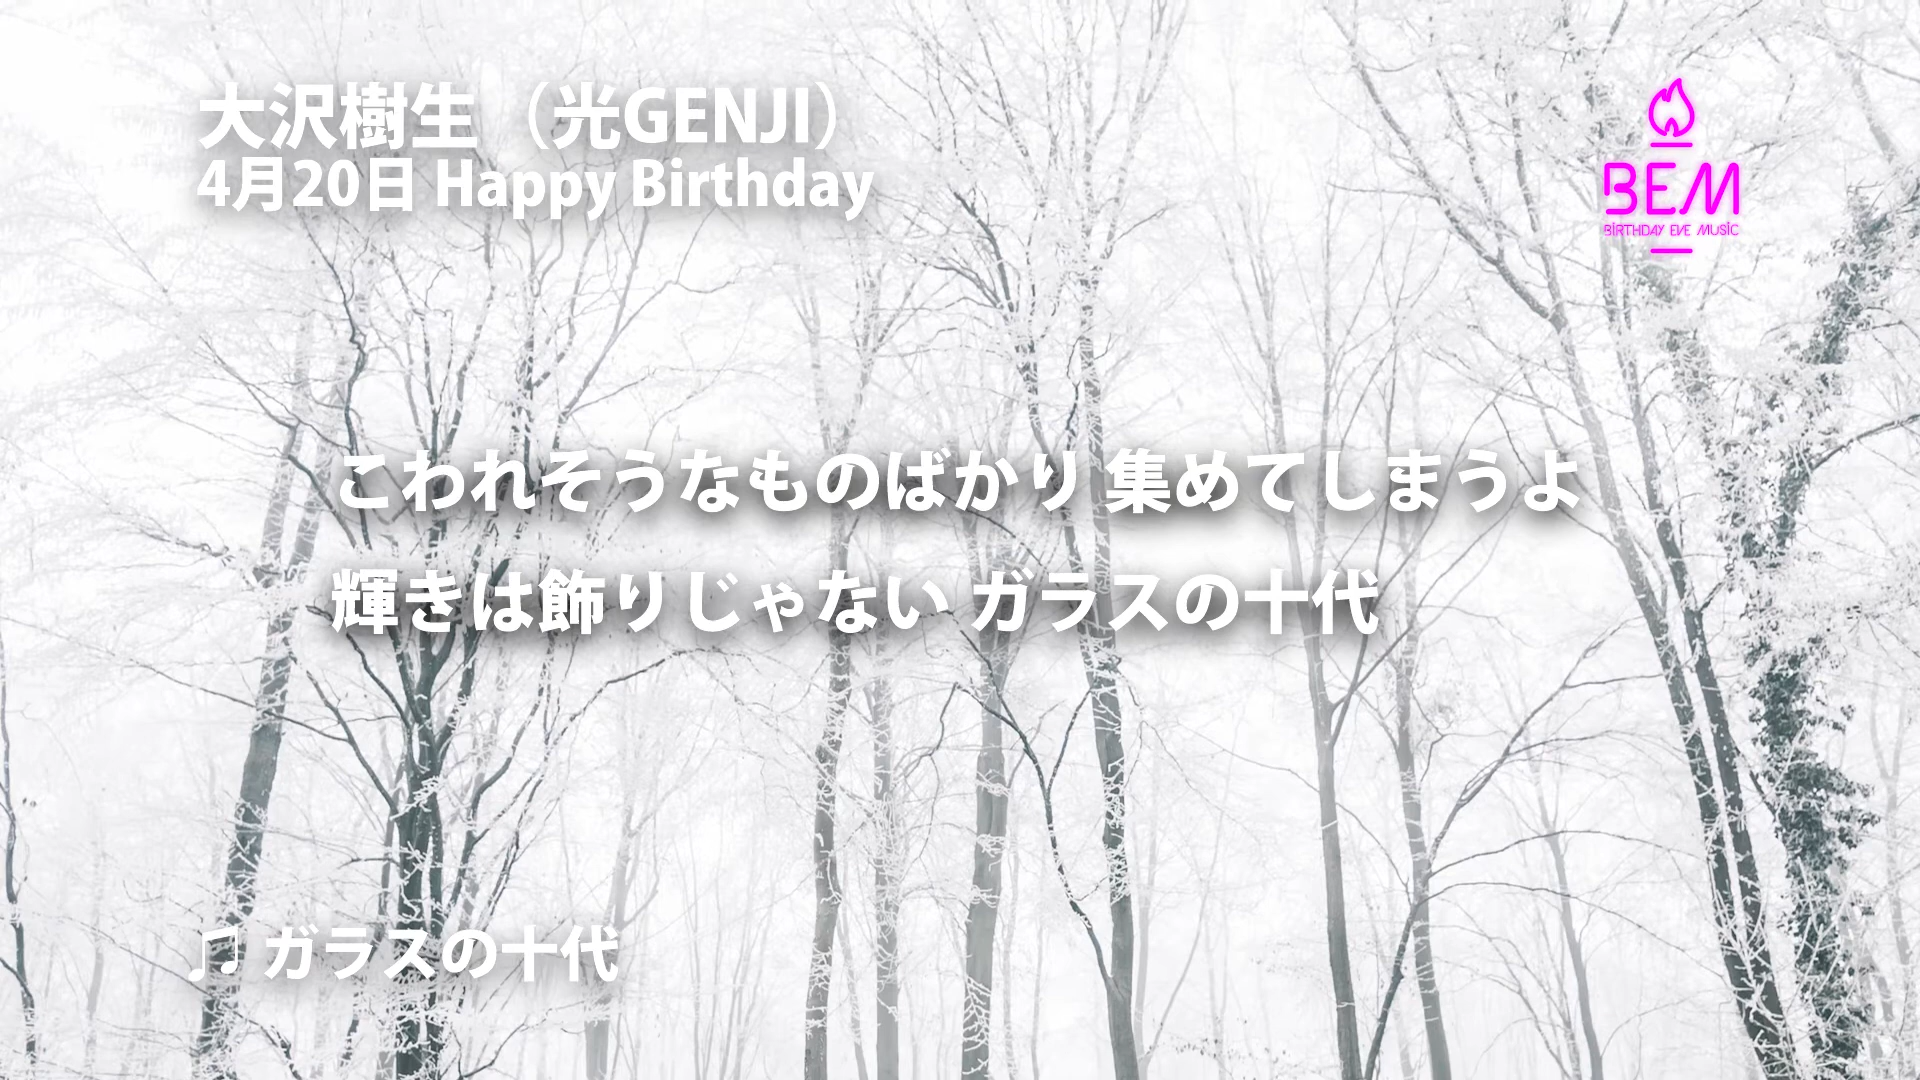 大沢樹生（光GENJI）
4月20日 Happy Birthday
BEM
BIRTHDAY EVE MUSIC
こわれそうなものばかり 集めてしまうよ
輝きは飾りじゃない ガラスの十代
♫ ガラスの十代